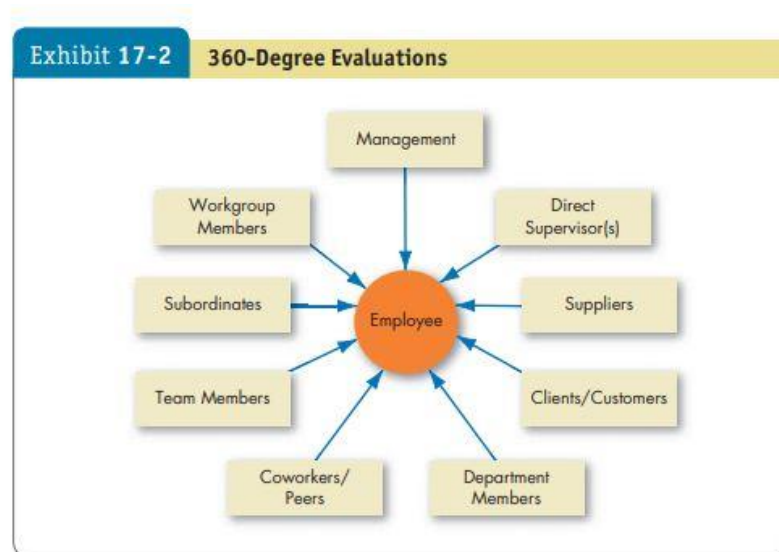 Exhibit 17-2
360-Degree Evaluations
Management
Workgroup
Members
Direct
Supervisor(s)
Subordinates
Employee
Suppliers
Team Members
Clients/Customers
Coworkers/
Peers
Department
Members